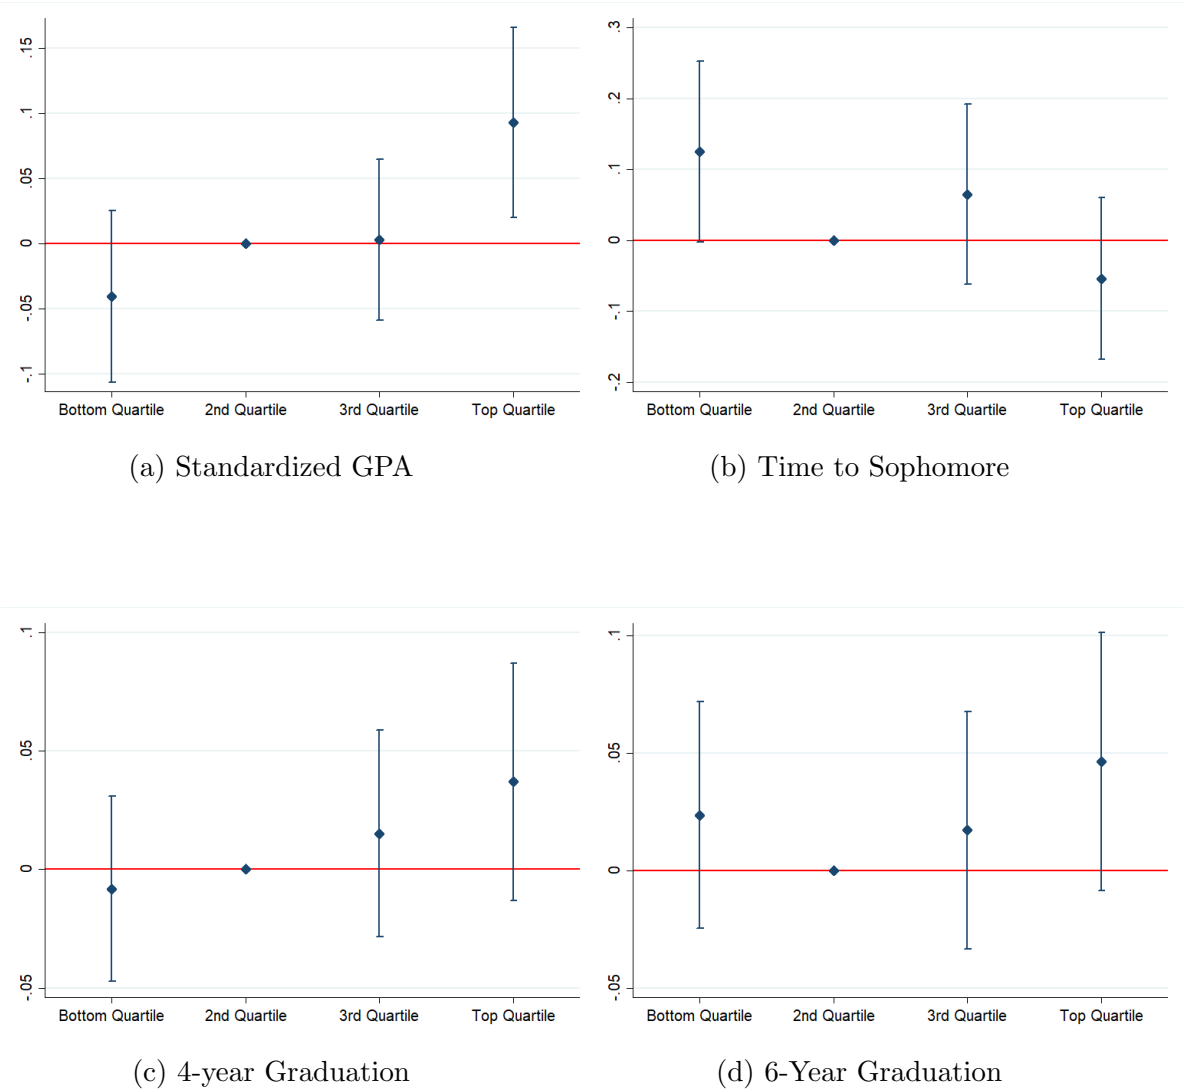 .15
.1
.05
0
-.05
-.1
Bottom Quartile 2nd Quartile 3rd Quartile Top Quartile
(a) Standardized GPA
.3
.2
.1
0
-.1
-.2
Bottom Quartile 2nd Quartile 3rd Quartile Top Quartile
(b) Time to Sophomore
.1
.05
0
-.05
Bottom Quartile 2nd Quartile 3rd Quartile Top Quartile
(c) 4-year Graduation
.1
.05
0
-.05
Bottom Quartile 2nd Quartile 3rd Quartile Top Quartile
(d) 6-Year Graduation